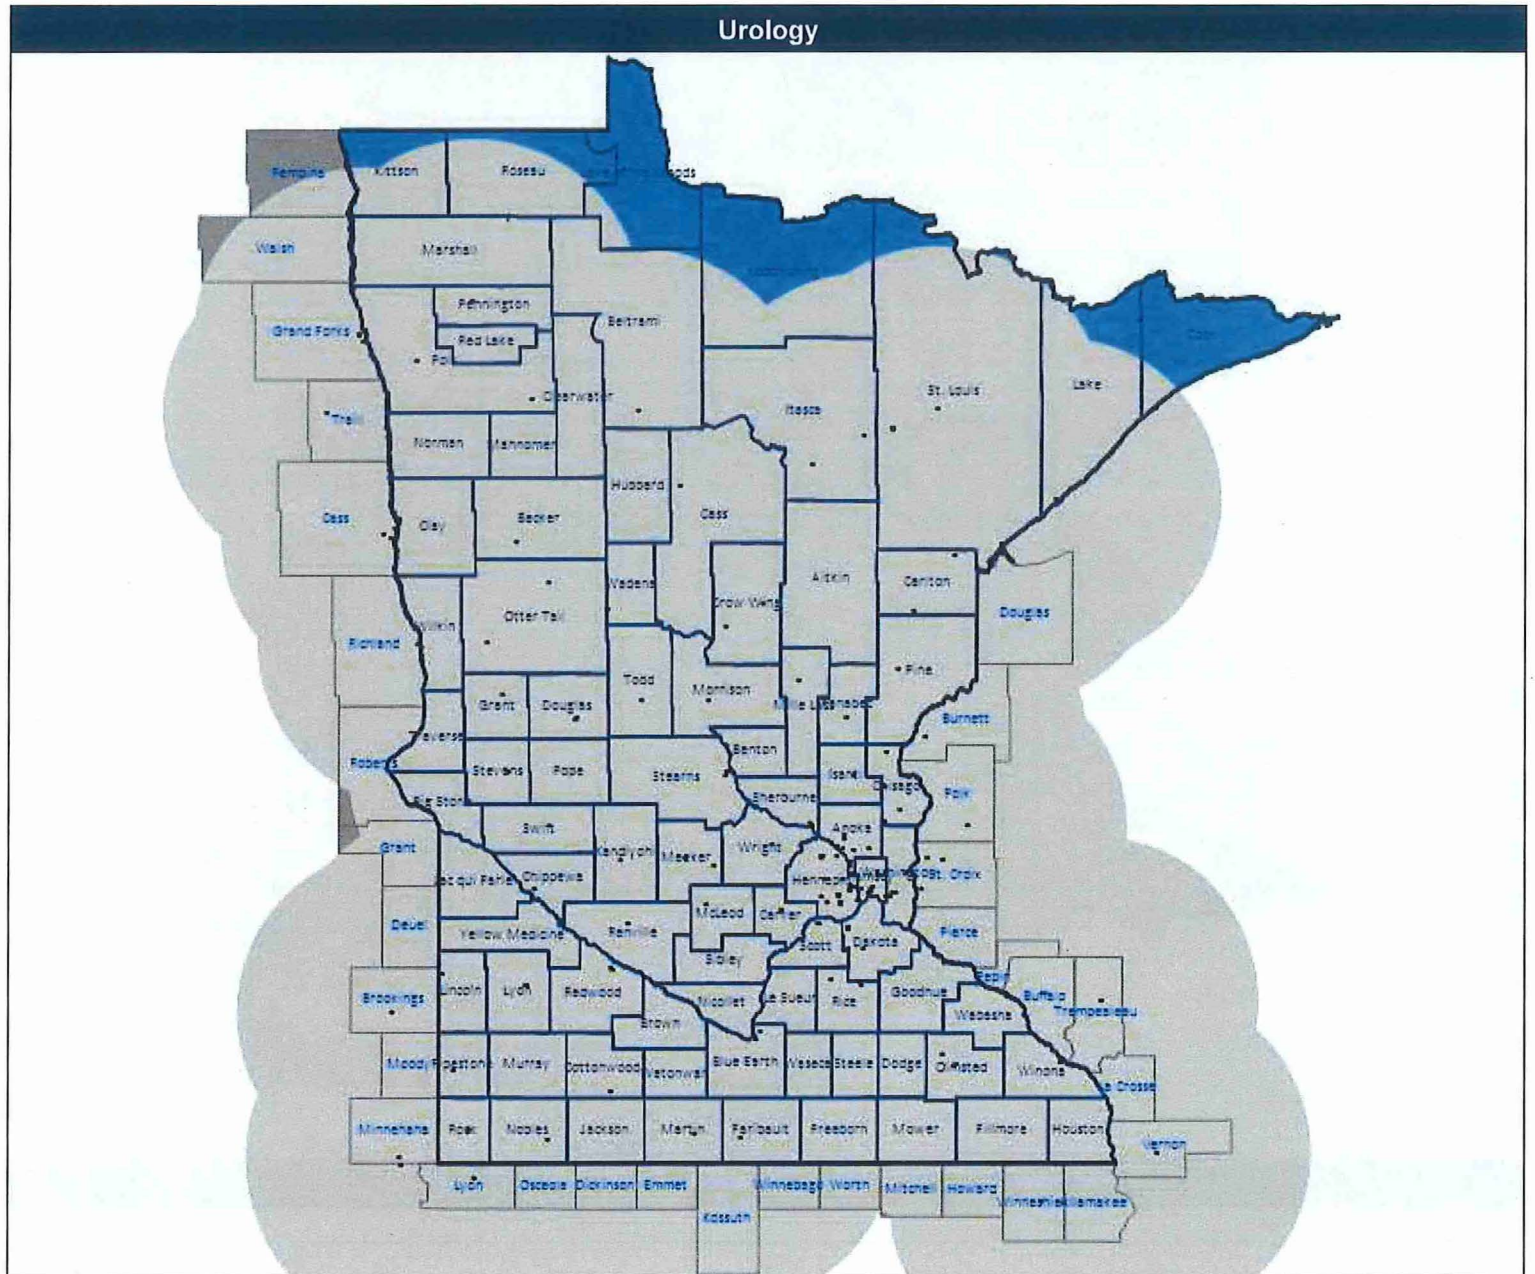 Urology
Pembina
Kittson
Roseau
Walsh
Marshall
Pennington
Beltrami
Grand Forks
Red Lake
Cook
Lake
St. Louis
Clearwater
Itasca
Traill
Norman
Hubbard
Cass
Clay
Becker
Cass
Aitkin
Carlton
Wadena
Crow Wing
Otter Tail
Douglas
Wilkin
Richland
Pine
Todd
Morrison
Grant
Douglas
Burnett
Traverse
Benton
Roberts
Stevens
Pope
Stearns
Isanti
Chisago
Polk
Sherburne
Big Stone
Swift
Anoka
Grant
Kandiyohi
Meeker
Wright
Lac qui Parle
Chippewa
Hennepin
St. Croix
McLeod
Carver
Deuel
Yellow Medicine
Renville
Scott
Dakota
Pierce
Sibley
Pepin
Brookings
Lincoln
Lyon
Redwood
Nicollet
Le Sueur
Rice
Goodhue
Buffalo
Wabasha
Trempealeau
Brown
Moody
Pipestone
Murray
Cottonwood
Watonwan
Blue Earth
Waseca
Steele
Dodge
Olmsted
Winona
La Crosse
Minnehaha
Rock
Nobles
Jackson
Martin
Faribault
Freeborn
Mower
Fillmore
Houston
Vernon
Lyon
Osceola
Dickinson
Emmet
Kossuth
Winnebago
Worth
Mitchell
Howard
Winneshiek
Allamakee